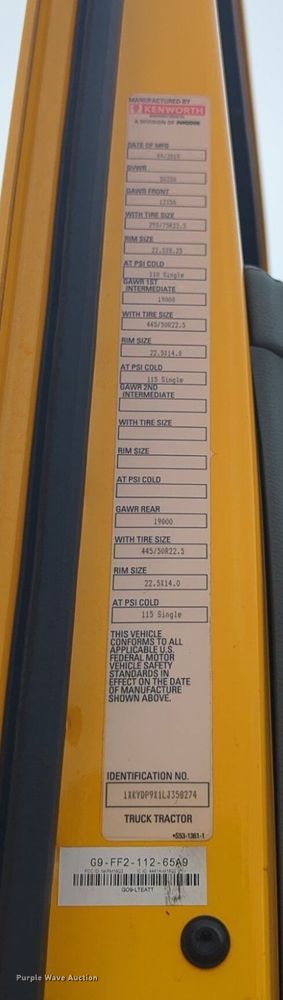 MANUFACTURED BY
KENWORTH
A DIVISION OF PACCAR
DATE OF MFG
GVWR
GAWR FRONT
WITH TIRE SIZE
295/75R22.5
RIM SIZE
22.5X8.25
AT PSI COLD
110 Single
GAWR 1ST
INTERMEDIATE
19000
WITH TIRE SIZE
445/50R22.5
RIM SIZE
22.5X14.0
AT PSI COLD
115 Single
GAWR 2ND
INTERMEDIATE
WITH TIRE SIZE
RIM SIZE
AT PSI COLD
GAWR REAR
19000
WITH TIRE SIZE
445/50R22.5
RIM SIZE
22.5X14.0
AT PSI COLD
115 Single
THIS VEHICLE
CONFORMS TO ALL
APPLICABLE U.S.
FEDERAL MOTOR
VEHICLE SAFETY
STANDARDS IN
EFFECT ON THE DATE
OF MANUFACTURE
SHOWN ABOVE.
IDENTIFICATION NO.
1XKYDP9X1LJ350274
TRUCK TRACTOR
S53-1361-1
G9-FF2-112-65A9
Purple Wave Auction